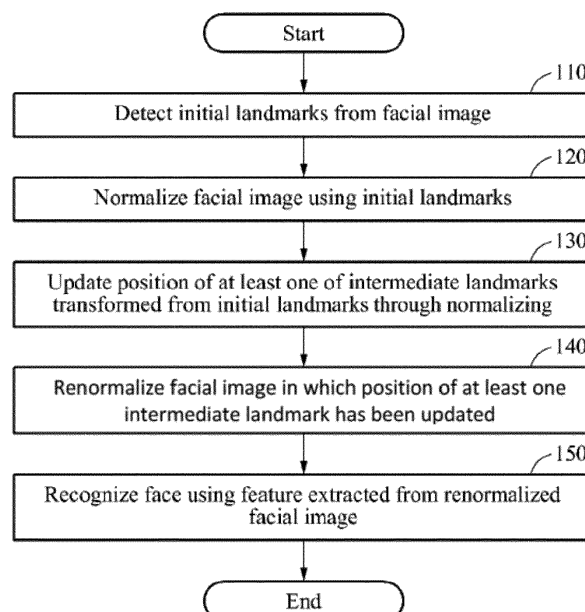 Start
110
Detect initial landmarks from facial image
120
Normalize facial image using initial landmarks
130
Update position of at least one of intermediate landmarks
transformed from initial landmarks through normalizing
140
Renormalize facial image in which position of at least one
intermediate landmark has been updated
150
Recognize face using feature extracted from renormalized
facial image
End